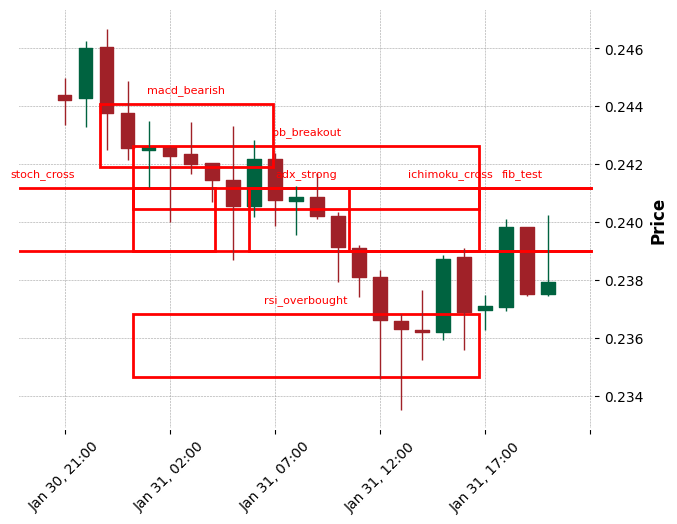 0.246
macd_bearish
0.244
bb_breakout
0.242
stoch_cross
adx_strong
ichimoku_cross
fib_test
0.240
Price
0.238
rsi_overbought
0.236
0.234
Jan 30, 21:00
Jan 31, 02:00
Jan 31, 07:00
Jan 31, 12:00
Jan 31, 17:00